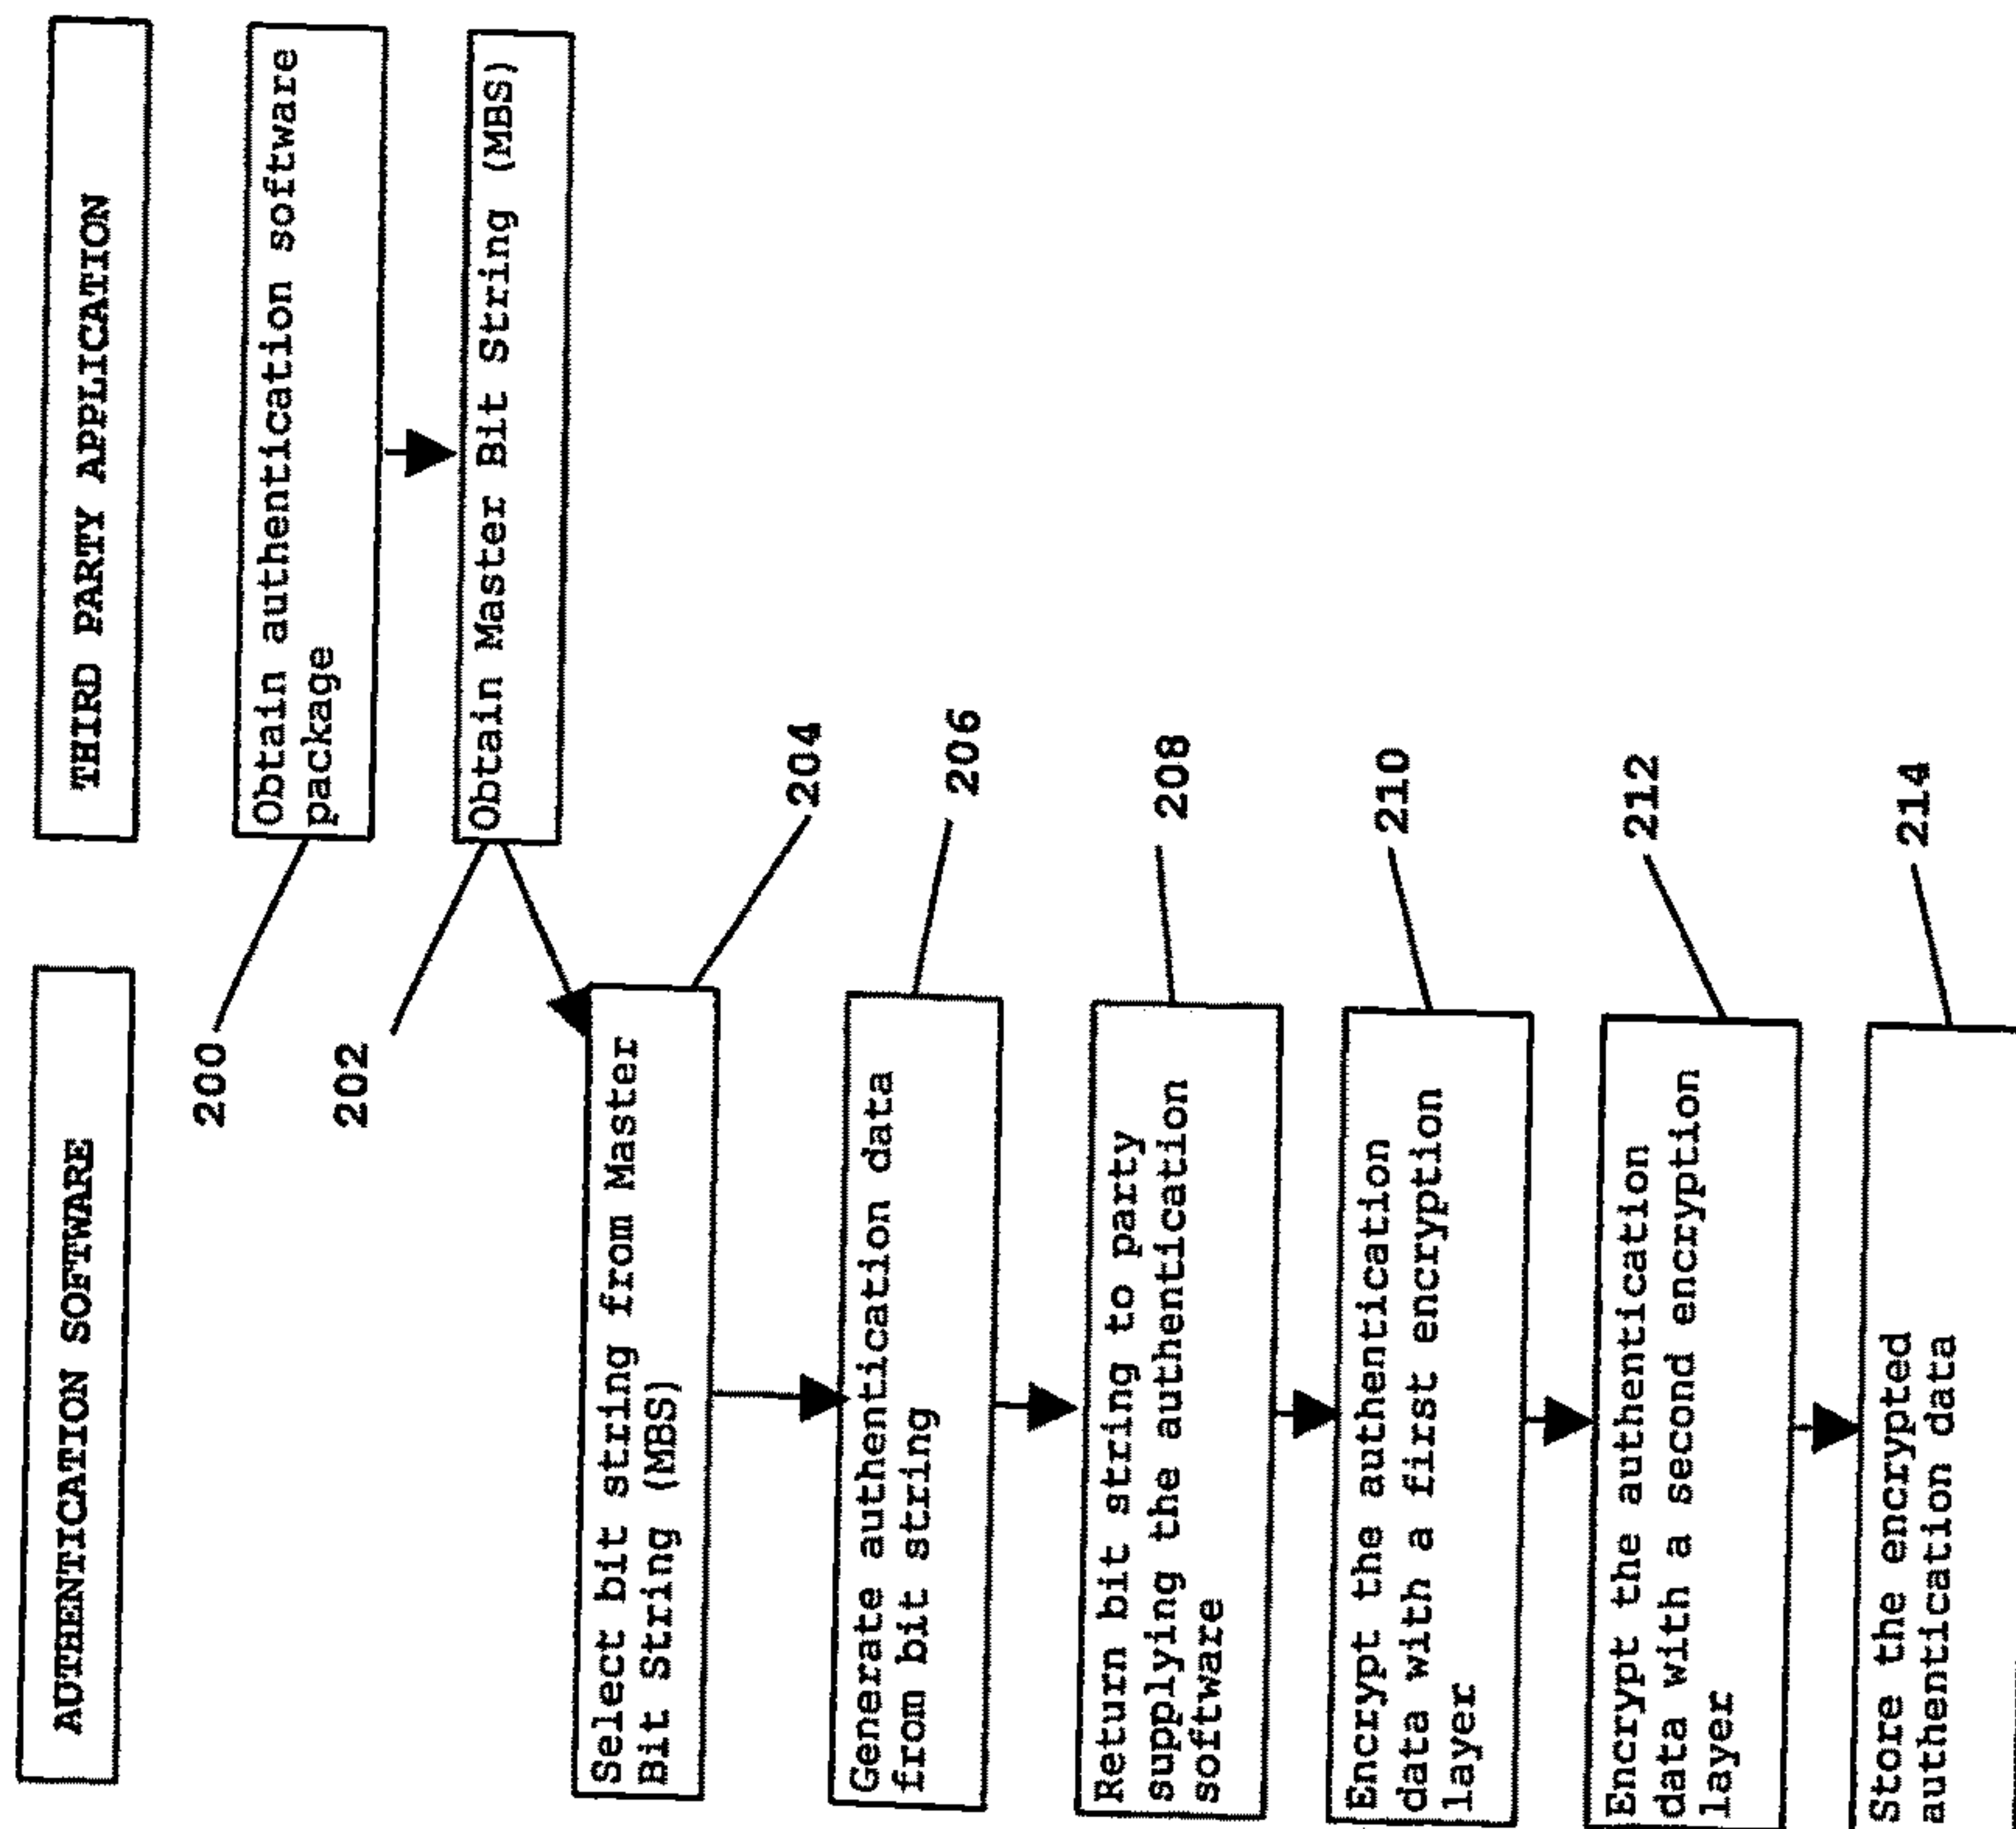 AUTHENTICATION SOFTWARE
THIRD PARTY APPLICATION
200
Obtain authentication software
package
202
Obtain Master Bit String (MBS)
Select bit string from Master
Bit String (MBS)
204
Generate authentication data
from bit string
206
Return bit string to party
supplying the authentication
software
208
Encrypt the authentication
data with a first encryption
layer
210
Encrypt the authentication
data with a second encryption
layer
212
Store the encrypted
authentication data
214